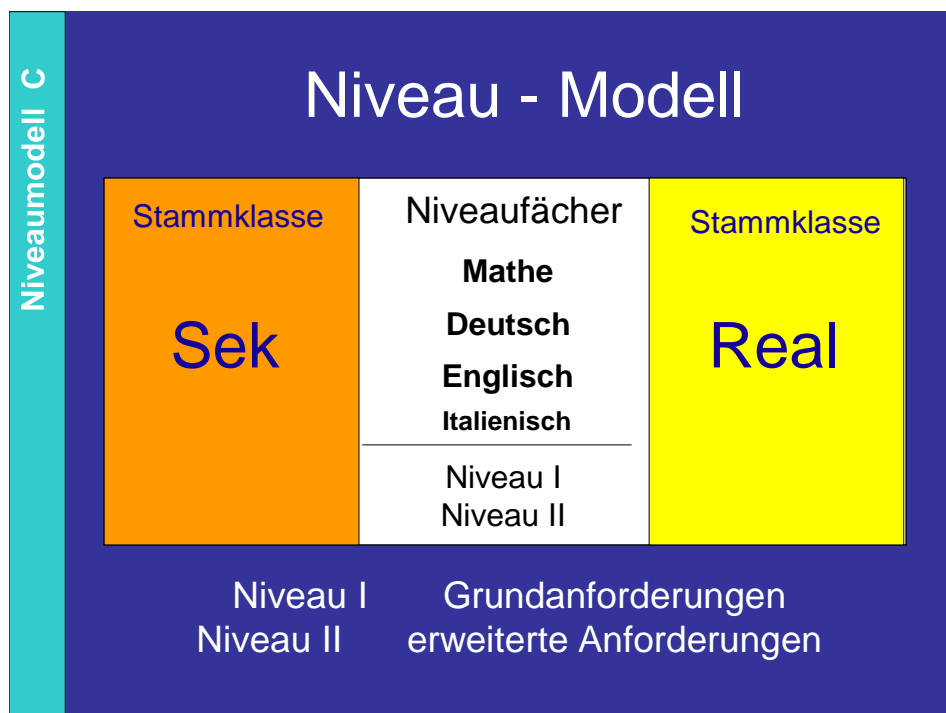 Niveaumodell C
Niveau - Modell
Stammklasse
Sek
Niveaufächer
Mathe
Deutsch
Englisch
Italienisch
Niveau I
Niveau II
Stammklasse
Real
Niveau I Grundanforderungen
Niveau II erweiterte Anforderungen